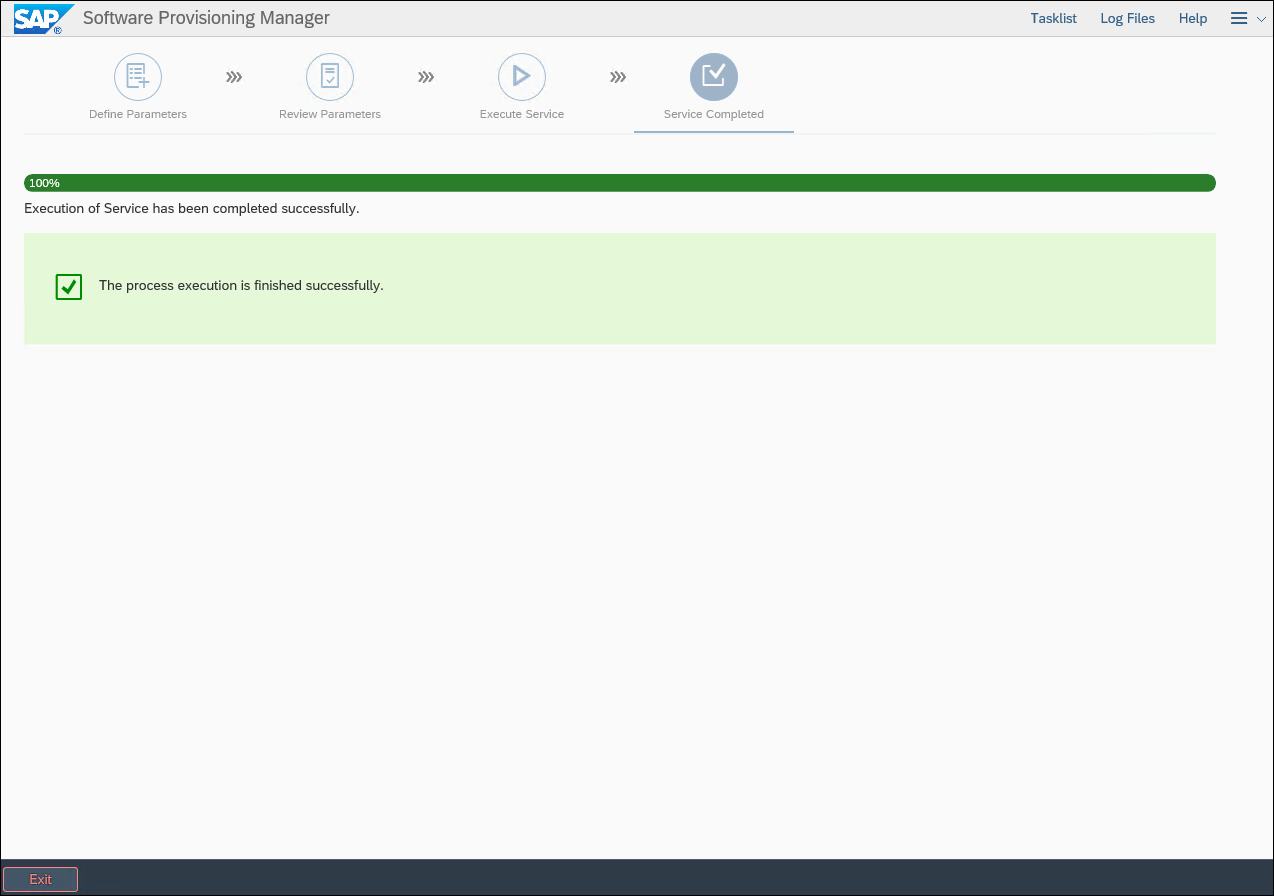 SAP® Software Provisioning Manager
Tasklist
Log Files
Help
Define Parameters
Review Parameters
Execute Service
Service Completed
100%
Execution of Service has been completed successfully.
The process execution is finished successfully.
Exit